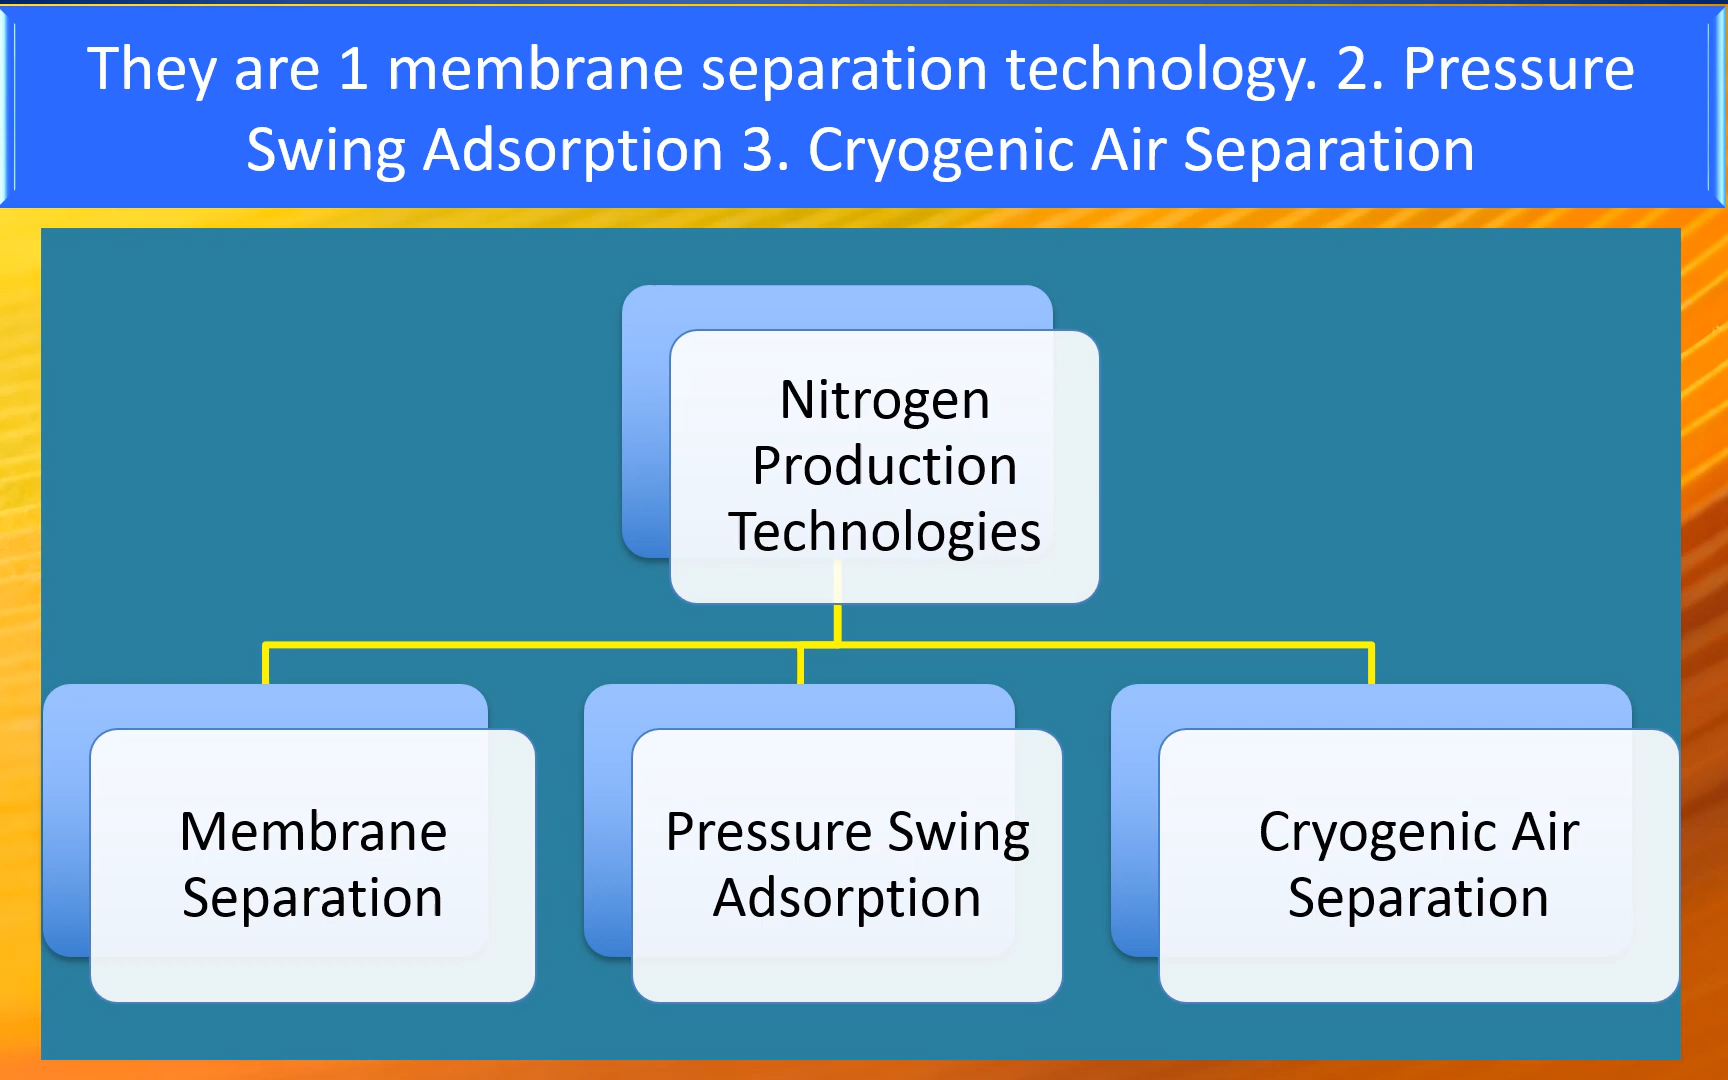 They are 1 membrane separation technology. 2. Pressure
Swing Adsorption 3. Cryogenic Air Separation
Nitrogen
Production
Technologies
Membrane
Separation
Pressure Swing
Adsorption
Cryogenic Air
Separation